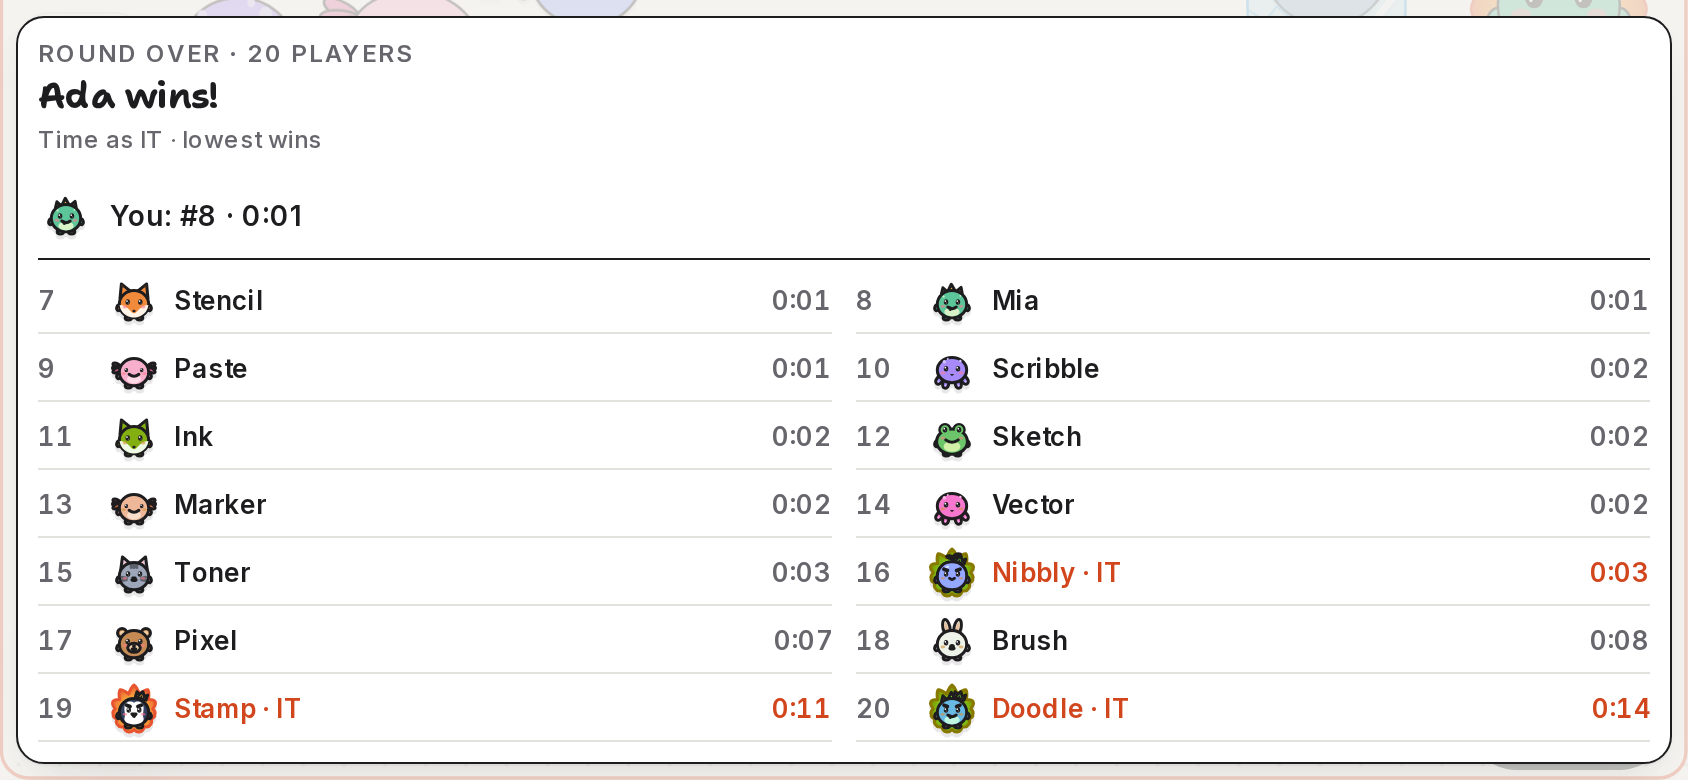 ROUND OVER · 20 PLAYERS
Ada wins!
Time as IT · lowest wins
You: #8 · 0:01
7 Stencil 0:01 8 Mia 0:01
9 Paste 0:01 10 Scribble 0:02
11 Ink 0:02 12 Sketch 0:02
13 Marker 0:02 14 Vector 0:02
15 Toner 0:03 16 Nibbly · IT 0:03
17 Pixel 0:07 18 Brush 0:08
19 Stamp · IT 0:11 20 Doodle · IT 0:14